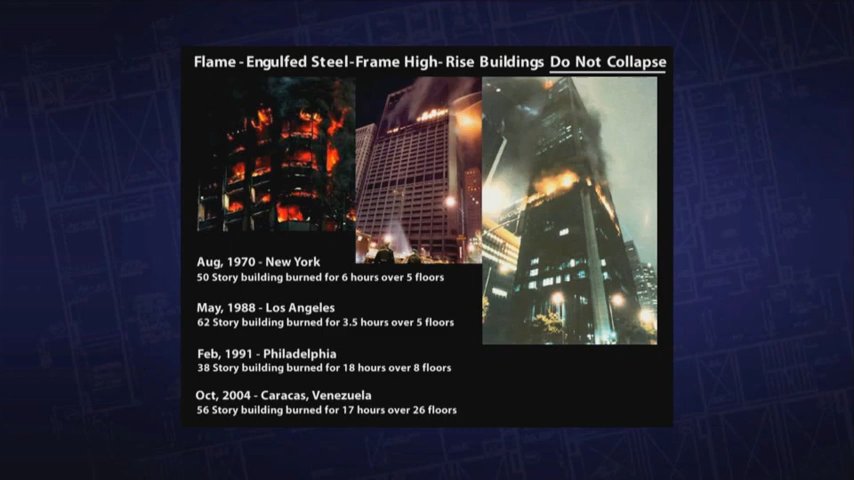 Flame - Engulfed Steel-Frame High-Rise Buildings Do Not Collapse
Aug, 1970 - New York
50 Story building burned for 6 hours over 5 floors
May, 1988 - Los Angeles
62 Story building burned for 3.5 hours over 5 floors
Feb, 1991 - Philadelphia
38 Story building burned for 18 hours over 8 floors
Oct, 2004 - Caracas, Venezuela
56 Story building burned for 17 hours over 26 floors